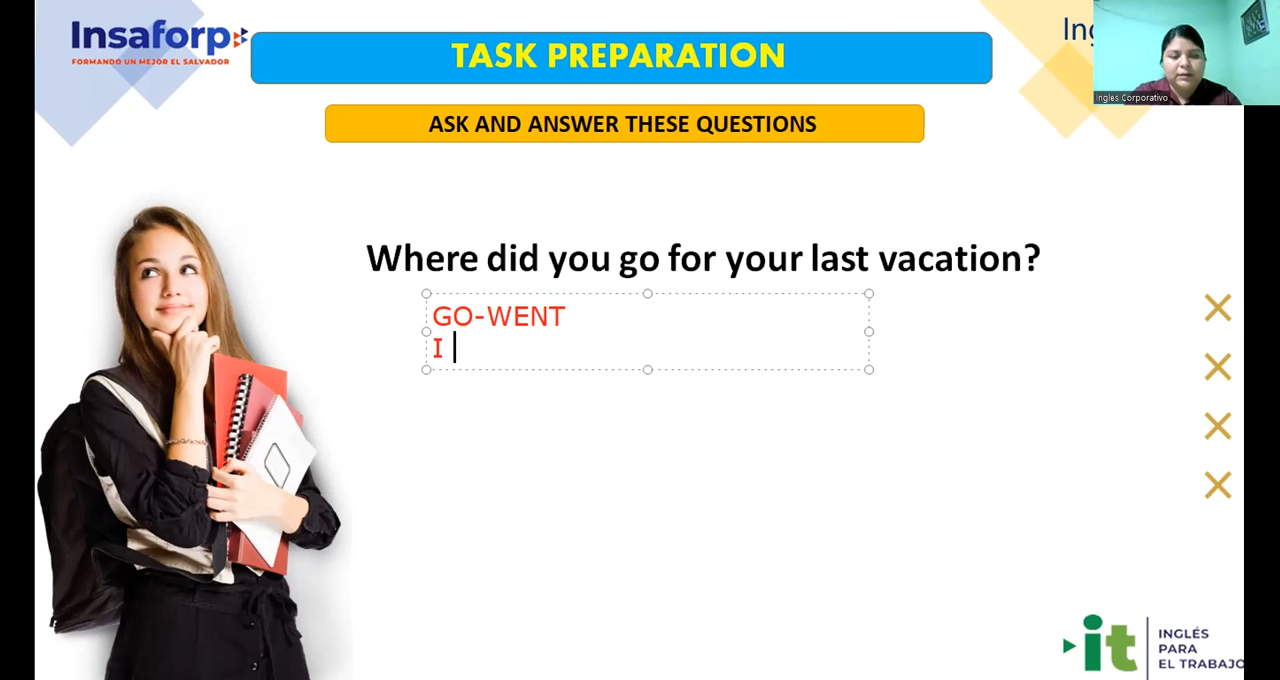 Insaforp
FORMANDO UN MEJOR EL SALVADOR
TASK PREPARATION
ASK AND ANSWER THESE QUESTIONS
Ing
Ingles Corporativo
Where did you go for your last vacation?
GO-WENT
I
it
INGLÉS
PARA
EL TRABAJO